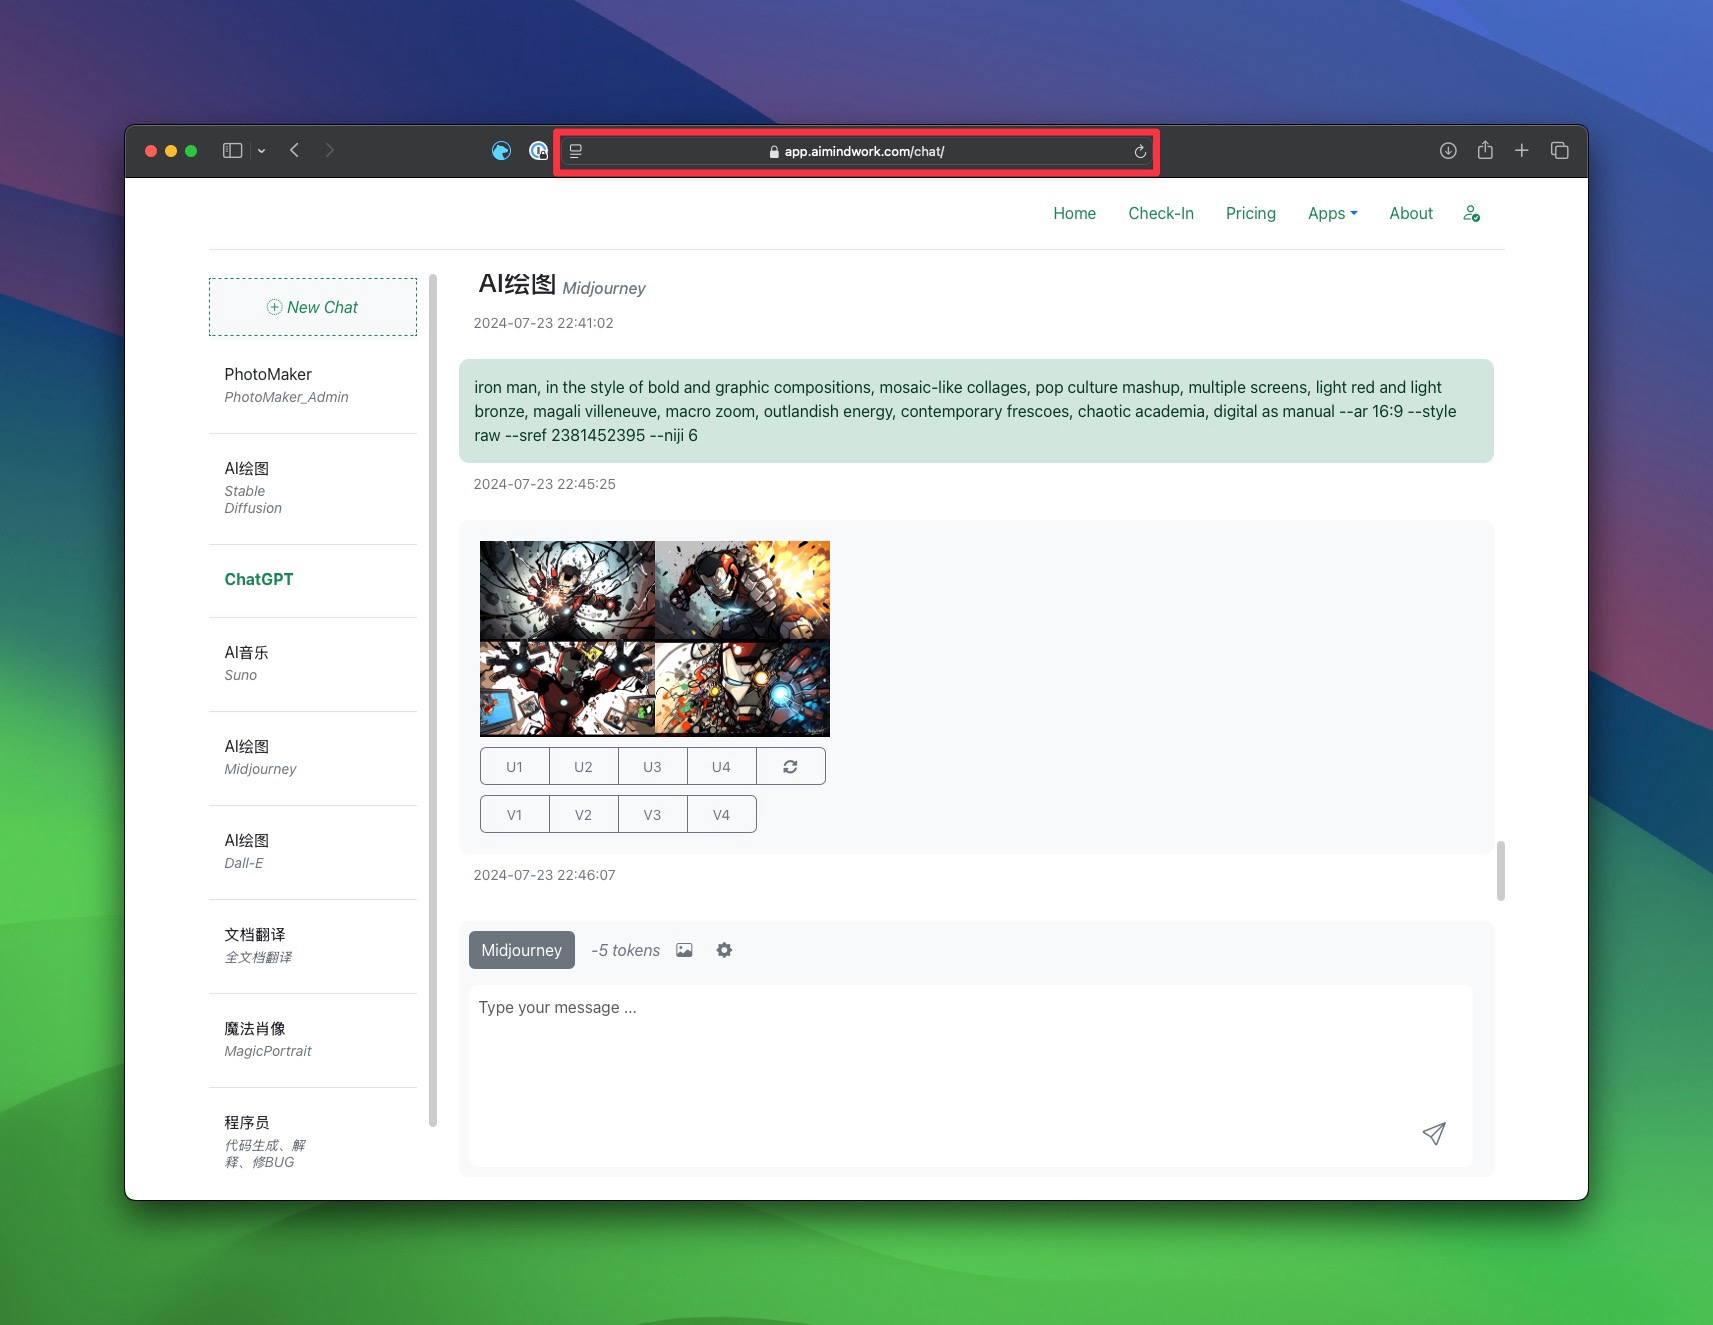 app.aimindwork.com/chat/
Home
Check-In
Pricing
Apps
About
New Chat
PhotoMaker
PhotoMaker_Admin
AI绘图
Stable
Diffusion
ChatGPT
AI音乐
Suno
AI绘图
Midjourney
AI绘图
Dall-E
文档翻译
全文档翻译
魔法肖像
MagicPortrait
程序员
代码生成、解
释、修BUG
AI绘图 Midjourney
2024-07-23 22:41:02
iron man, in the style of bold and graphic compositions, mosaic-like collages, pop culture mashup, multiple screens, light red and light
bronze, magali villeneuve, macro zoom, outlandish energy, contemporary frescoes, chaotic academia, digital as manual --ar 16:9 --style
raw --sref 2381452395 --niji 6
2024-07-23 22:45:25
U1
U2
U3
U4
V1
V2
V3
V4
2024-07-23 22:46:07
Midjourney
-5 tokens
Type your message ...